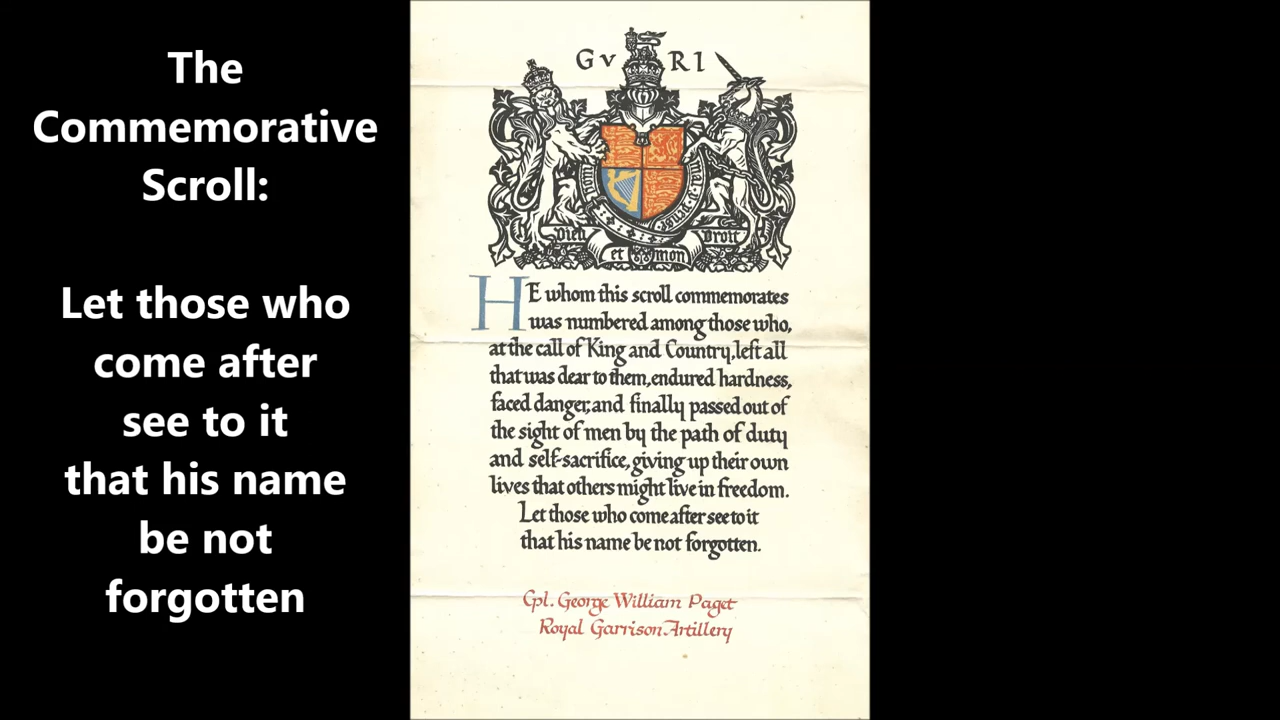 The
Commemorative
Scroll:
Let those who
come after
see to it
that his name
be not
forgotten
GV RI
Dieu et mon Droit
HE whom this scroll commemorates
was numbered among those who,
at the call of King and Country, left all
that was dear to them, endured hardness,
faced danger, and finally passed out of
the sight of men by the path of duty
and self-sacrifice, giving up their own
lives that others might live in freedom.
Let those who come after see to it
that his name be not forgotten.
Cpl. George William Paget
Royal Garrison Artillery